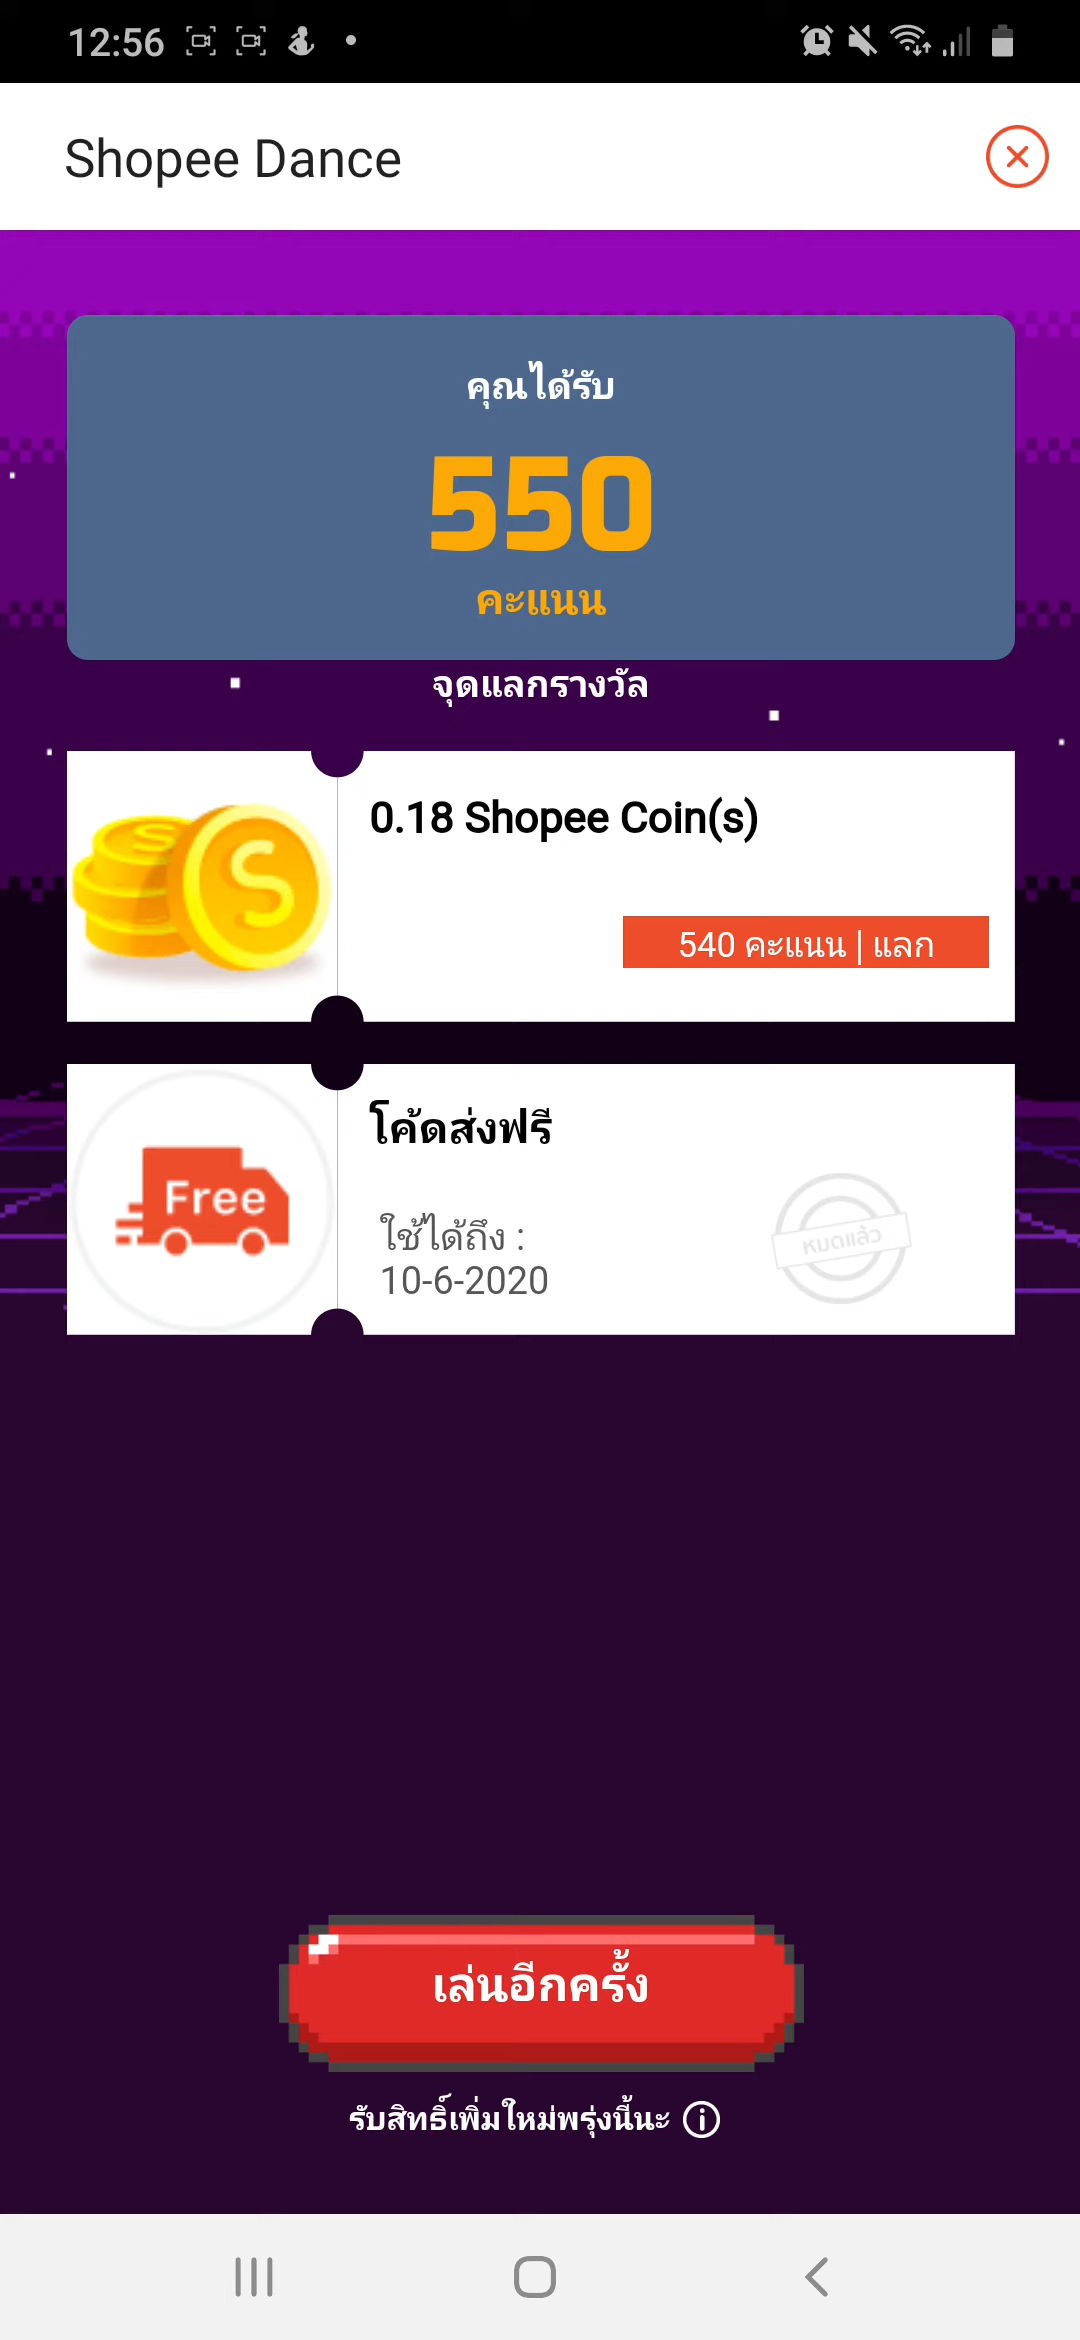 12:56
Shopee Dance
คุณได้รับ
550
คะแนน
จุดแลกรางวัล
0.18 Shopee Coin(s)
540 คะแนน | แลก
Free
โค้ดส่งฟรี
ใช้ได้ถึง :
10-6-2020
หมดแล้ว
เล่นอีกครั้ง
รับสิทธิ์เพิ่มใหม่พรุ่งนี้นะ